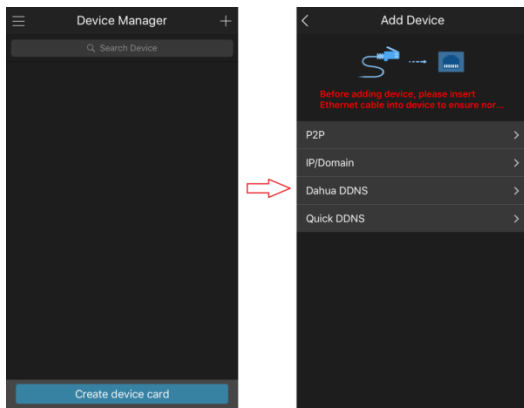 Device Manager
Search Device
Create device card
Add Device
Before adding device, please insert
Ethernet cable into device to ensure nor...
P2P
IP/Domain
Dahua DDNS
Quick DDNS